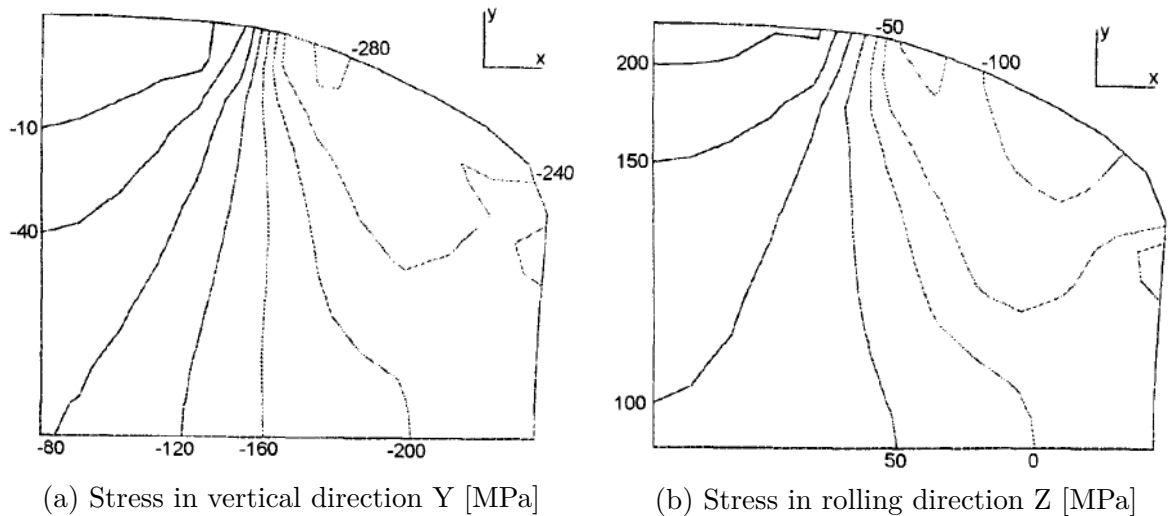 y
x
-280
-10
-240
-40
-80
-120
-160
-200
(a) Stress in vertical direction Y [MPa]
y
x
-50
200
-100
150
100
50
0
(b) Stress in rolling direction Z [MPa]